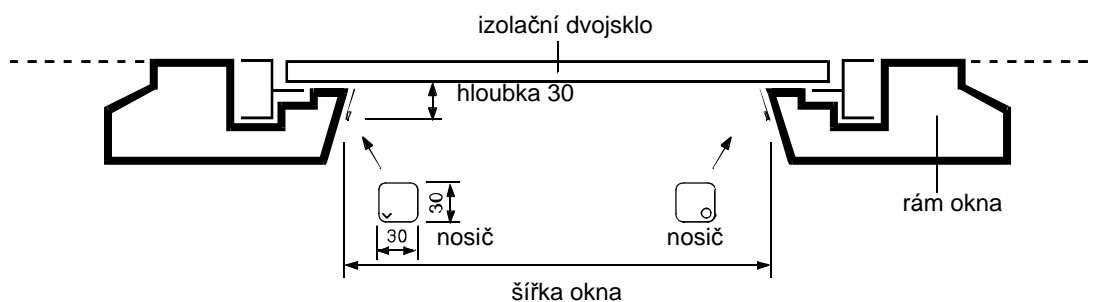 izolační dvojsklo
hloubka 30
30
rám okna
30
nosič
nosič
šířka okna